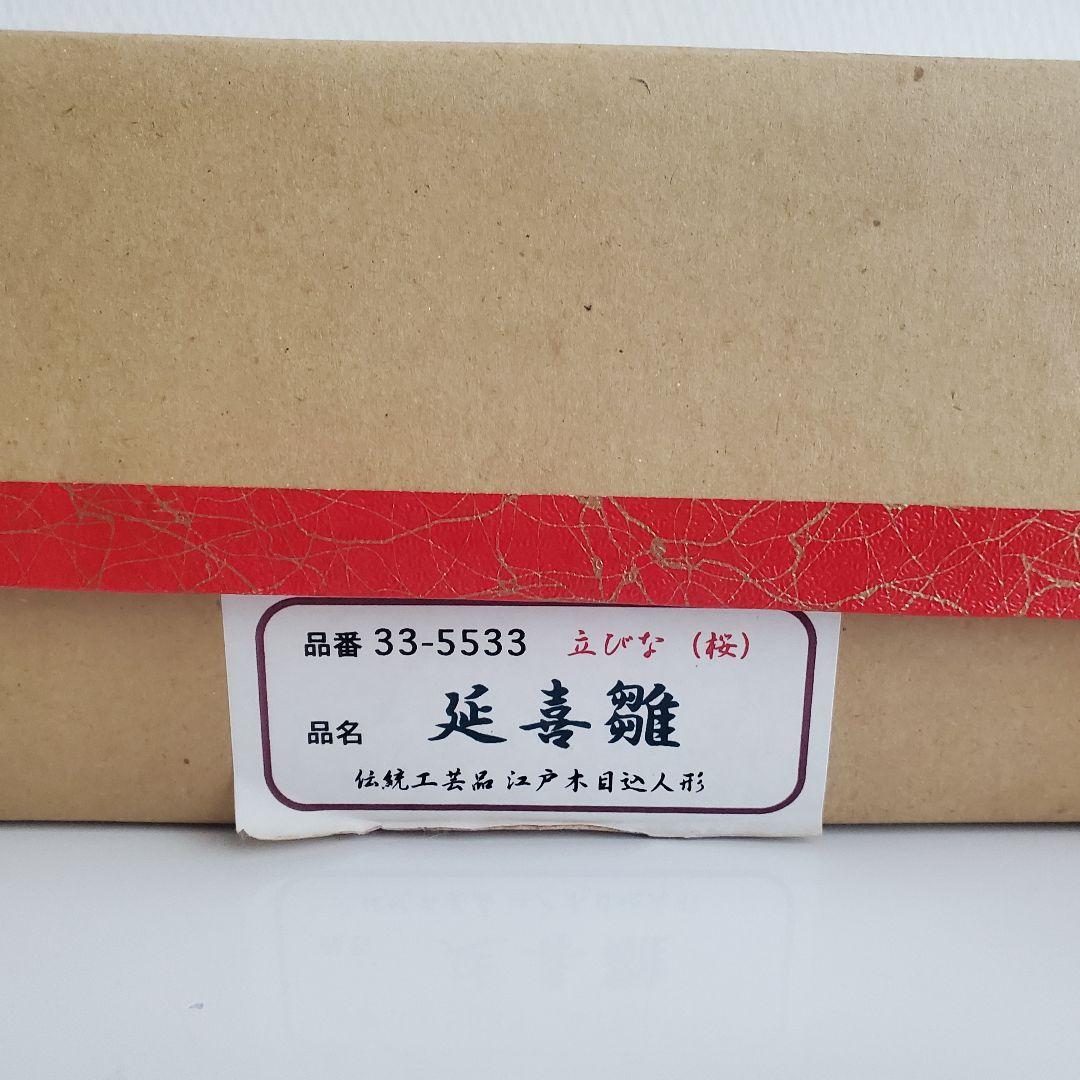 品番 33-5533 立びな (桜)
品名 延喜雛
伝統工芸品 江戸木目込人形